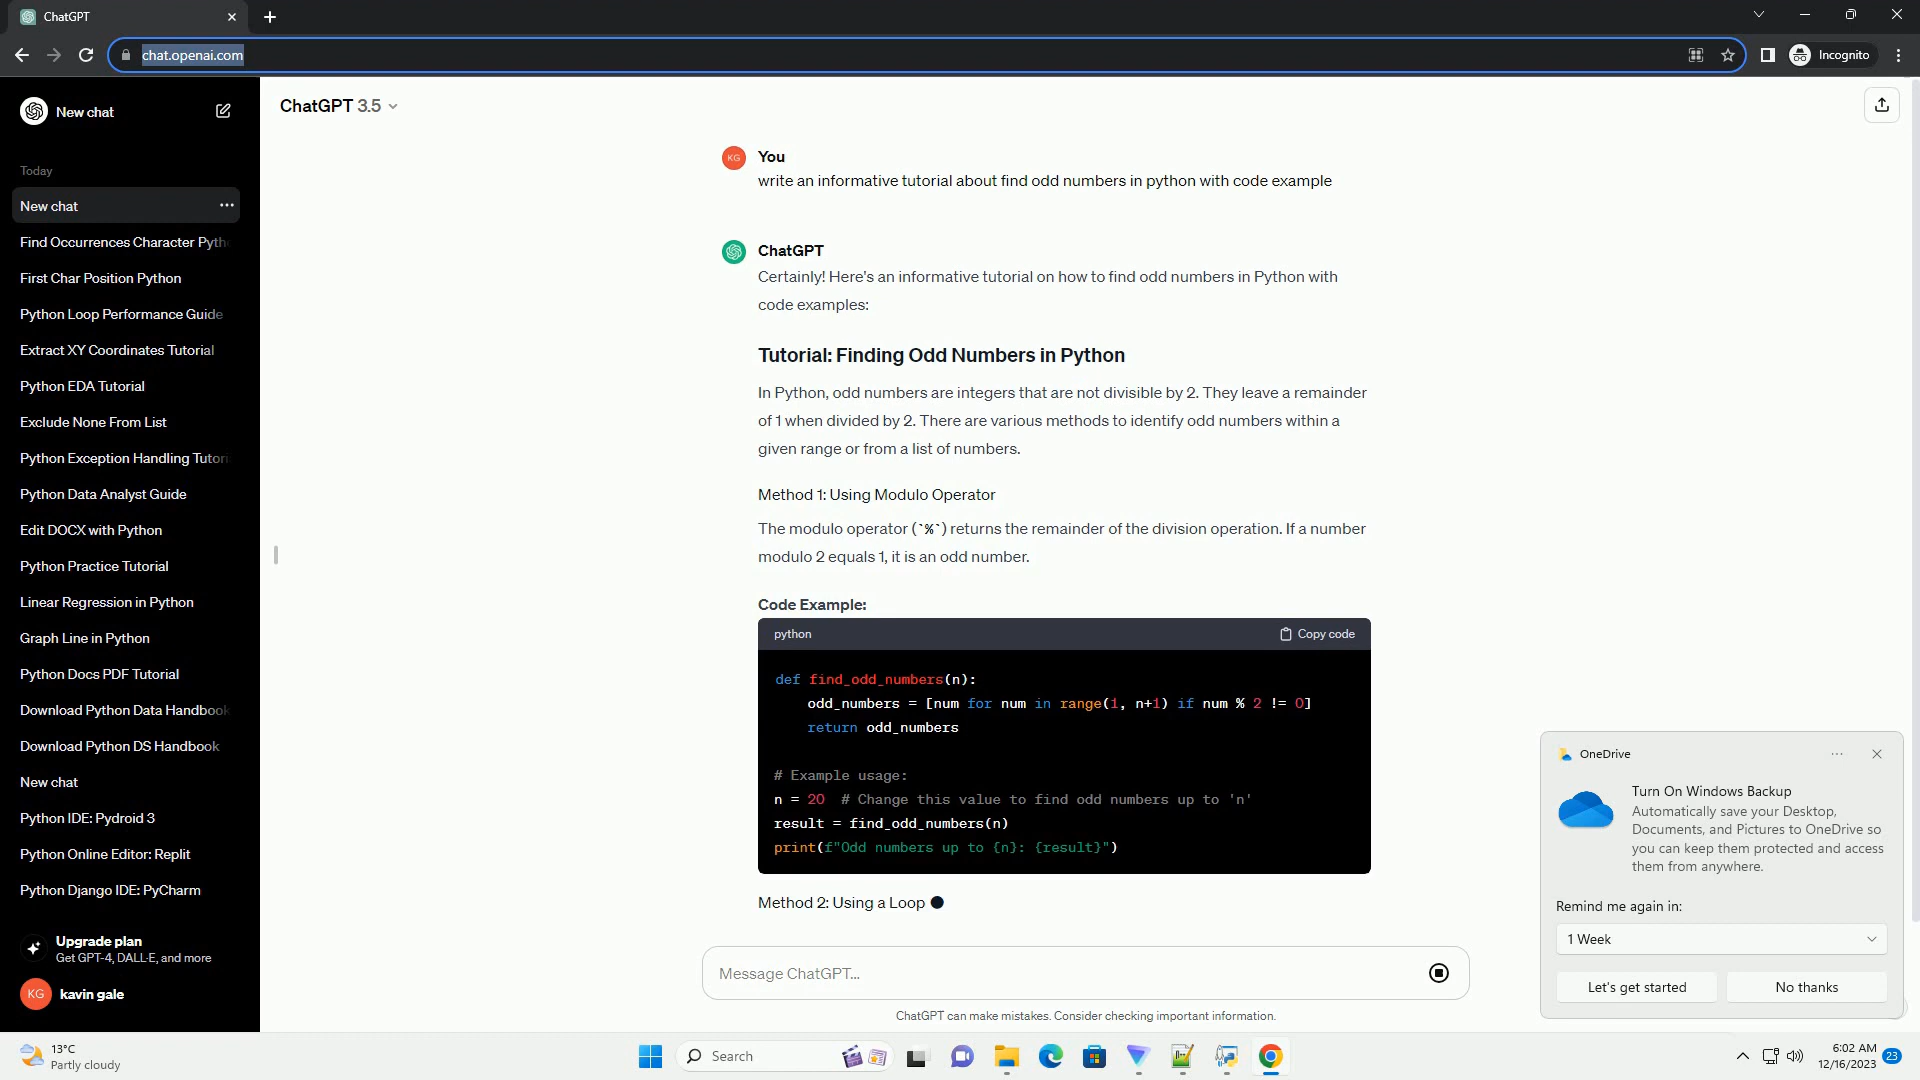 ChatGPT
chat.openai.com
Incognito
New chat
Today
New chat
Find Occurrences Character Pyth
First Char Position Python
Python Loop Performance Guide
Extract XY Coordinates Tutorial
Python EDA Tutorial
Exclude None From List
Python Exception Handling Tutori
Python Data Analyst Guide
Edit DOCX with Python
Python Practice Tutorial
Linear Regression in Python
Graph Line in Python
Python Docs PDF Tutorial
Download Python Data Handbook
Download Python DS Handbook
New chat
Python IDE: Pydroid 3
Python Online Editor: Replit
Python Django IDE: PyCharm
Upgrade plan
Get GPT-4, DALL·E, and more
KG kavin gale
ChatGPT 3.5
KG You
write an informative tutorial about find odd numbers in python with code example
ChatGPT
Certainly! Here's an informative tutorial on how to find odd numbers in Python with
code examples:
Tutorial: Finding Odd Numbers in Python
In Python, odd numbers are integers that are not divisible by 2. They leave a remainder
of 1 when divided by 2. There are various methods to identify odd numbers within a
given range or from a list of numbers.
Method 1: Using Modulo Operator
The modulo operator (`%`) returns the remainder of the division operation. If a number
modulo 2 equals 1, it is an odd number.
Code Example:
python
Copy code
def find_odd_numbers(n):
    odd_numbers = [num for num in range(1, n+1) if num % 2 != 0]
    return odd_numbers
# Example usage:
n = 20  # Change this value to find odd numbers up to 'n'
result = find_odd_numbers(n)
print(f"Odd numbers up to {n}: {result}")
Method 2: Using a Loop
Message ChatGPT...
ChatGPT can make mistakes. Consider checking important information.
OneDrive
Turn On Windows Backup
Automatically save your Desktop,
Documents, and Pictures to OneDrive so
you can keep them protected and access
them from anywhere.
Remind me again in:
1 Week
Let's get started
No thanks
13°C
Partly cloudy
Search
6:02 AM
12/16/2023
23